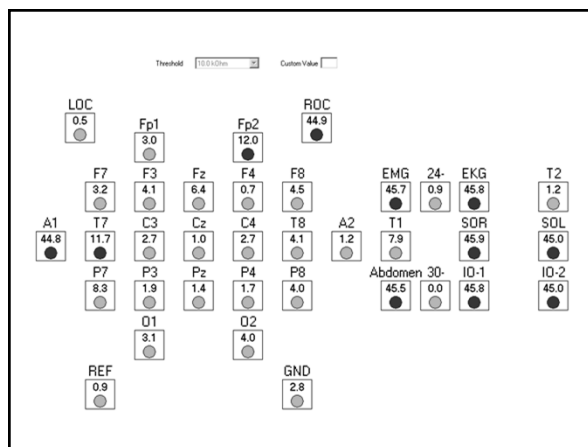 Threshold 10.0 kOhm Custom Value
LOC ROC
0.5 Fp1 Fp2 44.9
3.0 12.0
F7 F3 Fz F4 F8 EMG 24- EKG T2
3.2 4.1 6.4 0.7 4.5 45.7 0.9 45.8 1.2
A1 T7 C3 Cz C4 T8 A2 T1 SOR SOL
44.8 11.7 2.7 1.0 2.7 4.1 1.2 7.9 45.9 45.0
P7 P3 Pz P4 P8 Abdomen 30- IO-1 IO-2
8.3 1.9 1.4 1.7 4.0 45.5 0.0 45.8 45.0
O1 O2
3.1 4.0
REF GND
0.9 2.8